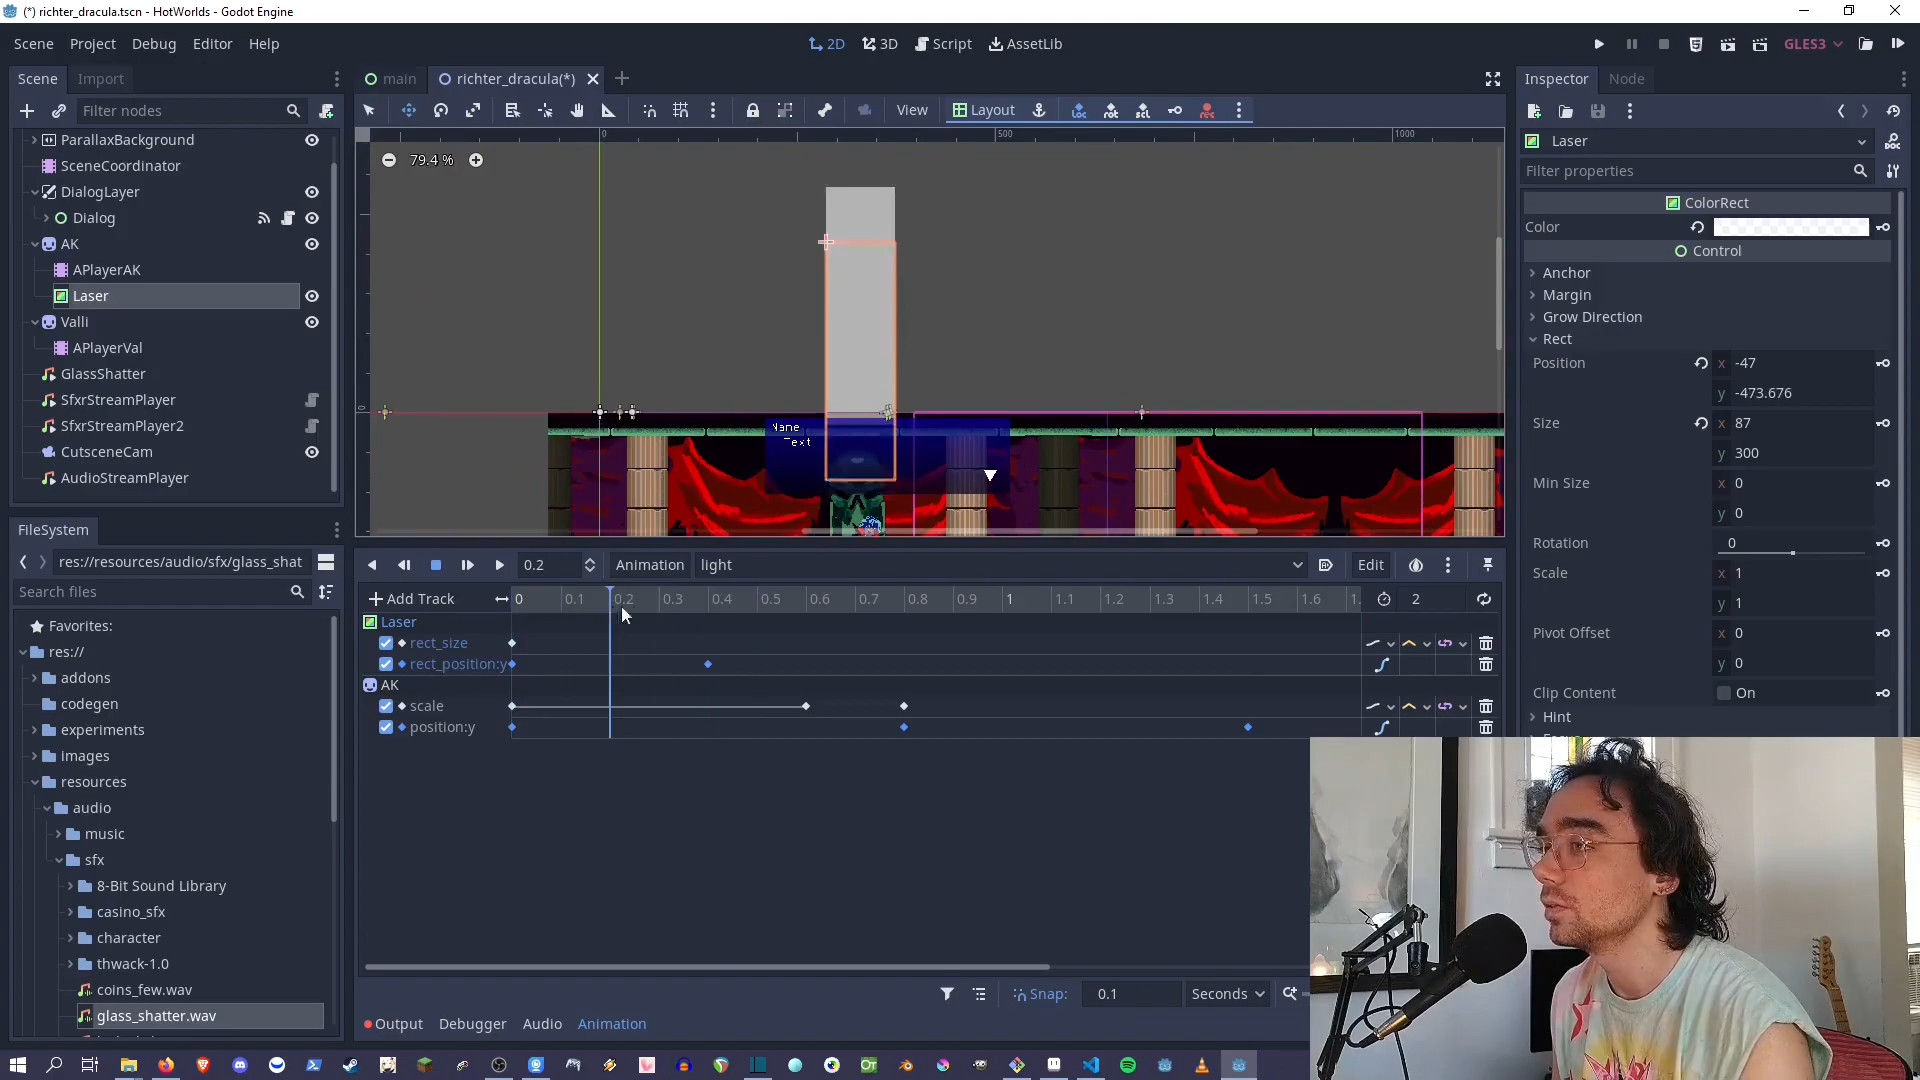 (*) richter_dracula.tscn - HotWorlds - Godot Engine
Scene Project Debug Editor Help
2D 3D Script AssetLib
GLES3
Scene Import
main richter_dracula(*)
Inspector Node
Filter nodes
View Layout
ParallaxBackground
SceneCoordinator
DialogLayer
Dialog
AK
APlayerAK
Laser
Valli
APlayerVal
GlassShatter
SfxrStreamPlayer
SfxrStreamPlayer2
CutsceneCam
AudioStreamPlayer
0 500 1000
79.4 %
0
Name
Text
Laser
Filter properties
ColorRect
Color
Control
Anchor
Margin
Grow Direction
Rect
Position x -47
y -473.676
Size x 87
y 300
Min Size x 0
y 0
Rotation 0
Scale x 1
y 1
Pivot Offset x 0
y 0
Clip Content On
Hint
FileSystem
res://resources/audio/sfx/glass_shat
Search files
Favorites:
res://
addons
codegen
experiments
images
resources
audio
music
sfx
8-Bit Sound Library
casino_sfx
character
thwack-1.0
coins_few.wav
glass_shatter.wav
0.2 Animation light Edit
Add Track 0 0.1 0.2 0.3 0.4 0.5 0.6 0.7 0.8 0.9 1 1.1 1.2 1.3 1.4 1.5 1.6 1. 2
Laser
rect_size
rect_position:y
AK
scale
position:y
Snap: 0.1 Seconds
Output Debugger Audio Animation